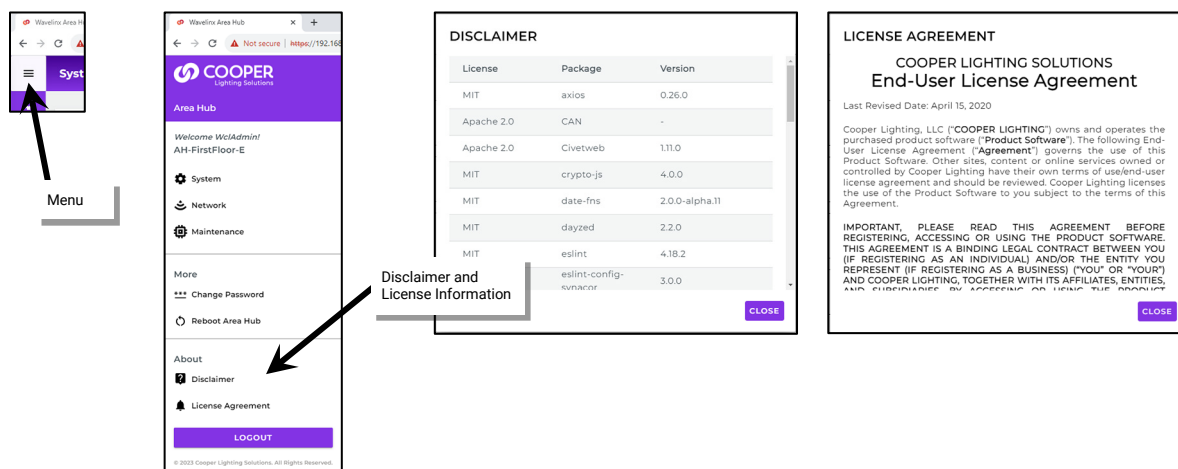 Wavelinx Area H
Syst
Menu
Wavelinx Area Hub
Not secure | https://192.168
COOPER
Lighting Solutions
Area Hub
Welcome WclAdmin!
AH-FirstFloor-E
System
Network
Maintenance
More
*** Change Password
Reboot Area Hub
About
Disclaimer
License Agreement
LOGOUT
© 2023 Cooper Lighting Solutions. All Rights Reserved.
Disclaimer and
License Information
DISCLAIMER
License Package Version
MIT axios 0.26.0
Apache 2.0 CAN -
Apache 2.0 Civetweb 1.11.0
MIT crypto-js 4.0.0
MIT date-fns 2.0.0-alpha.11
MIT dayzed 2.2.0
MIT eslint 4.18.2
eslint-config-
synacor 3.0.0
CLOSE
LICENSE AGREEMENT
COOPER LIGHTING SOLUTIONS
End-User License Agreement
Last Revised Date: April 15, 2020
Cooper Lighting, LLC ("COOPER LIGHTING") owns and operates the
purchased product software ("Product Software"). The following End-
User License Agreement ("Agreement") governs the use of this
Product Software. Other sites, content or online services owned or
controlled by Cooper Lighting have their own terms of use/end-user
license agreement and should be reviewed. Cooper Lighting licenses
the use of the Product Software to you subject to the terms of this
Agreement.
IMPORTANT, PLEASE READ THIS AGREEMENT BEFORE
REGISTERING, ACCESSING OR USING THE PRODUCT SOFTWARE.
THIS AGREEMENT IS A BINDING LEGAL CONTRACT BETWEEN YOU
(IF REGISTERING AS AN INDIVIDUAL) AND/OR THE ENTITY YOU
REPRESENT (IF REGISTERING AS A BUSINESS) ("YOU" OR "YOUR")
AND COOPER LIGHTING, TOGETHER WITH ITS AFFILIATES, ENTITIES,
AND SUBSIDIARIES. BY ACCESSING OR USING THE PRODUCT
CLOSE